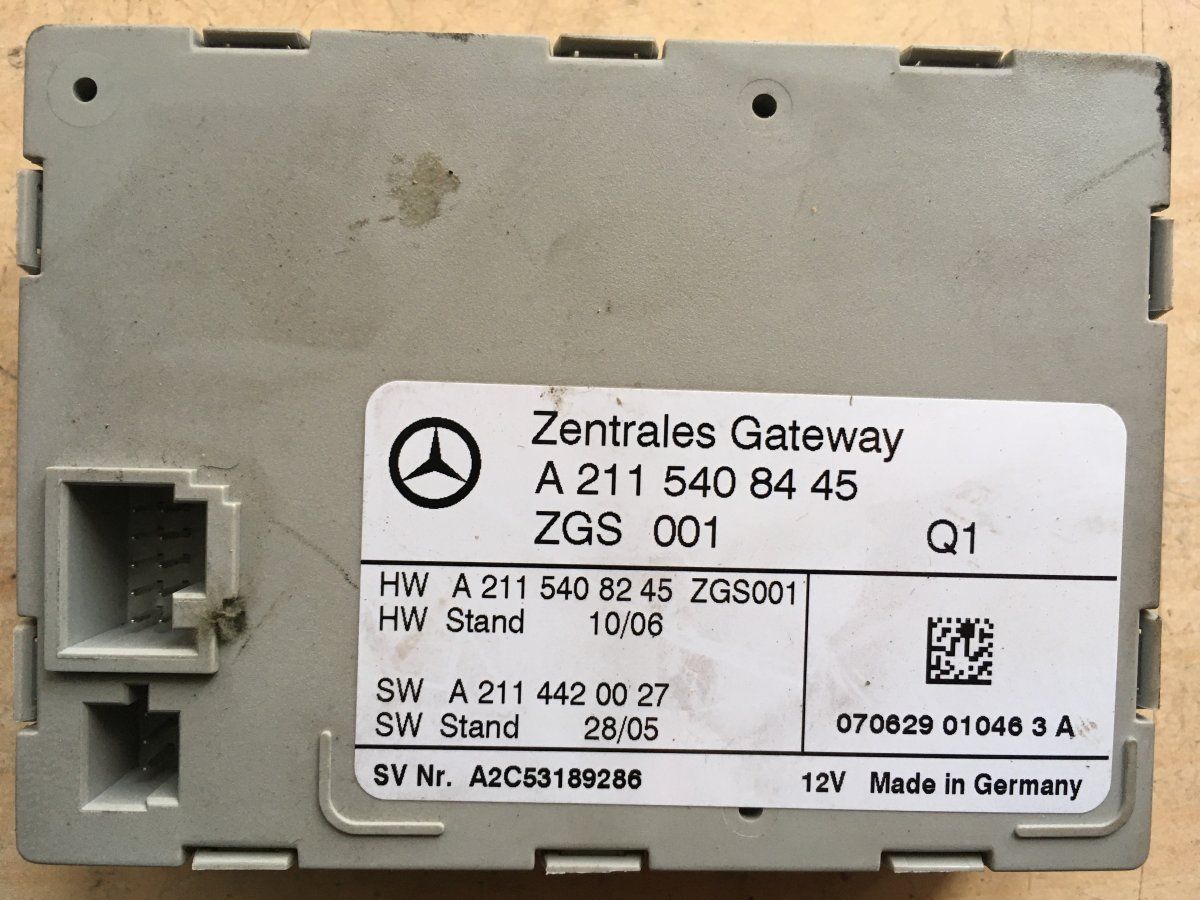 Zentrales Gateway
A 211 540 84 45
ZGS 001 Q1
HW A 211 540 82 45 ZGS001
HW Stand 10/06
SW A 211 442 00 27
SW Stand 28/05
070629 01046 3 A
SV Nr. A2C53189286 12V Made in Germany